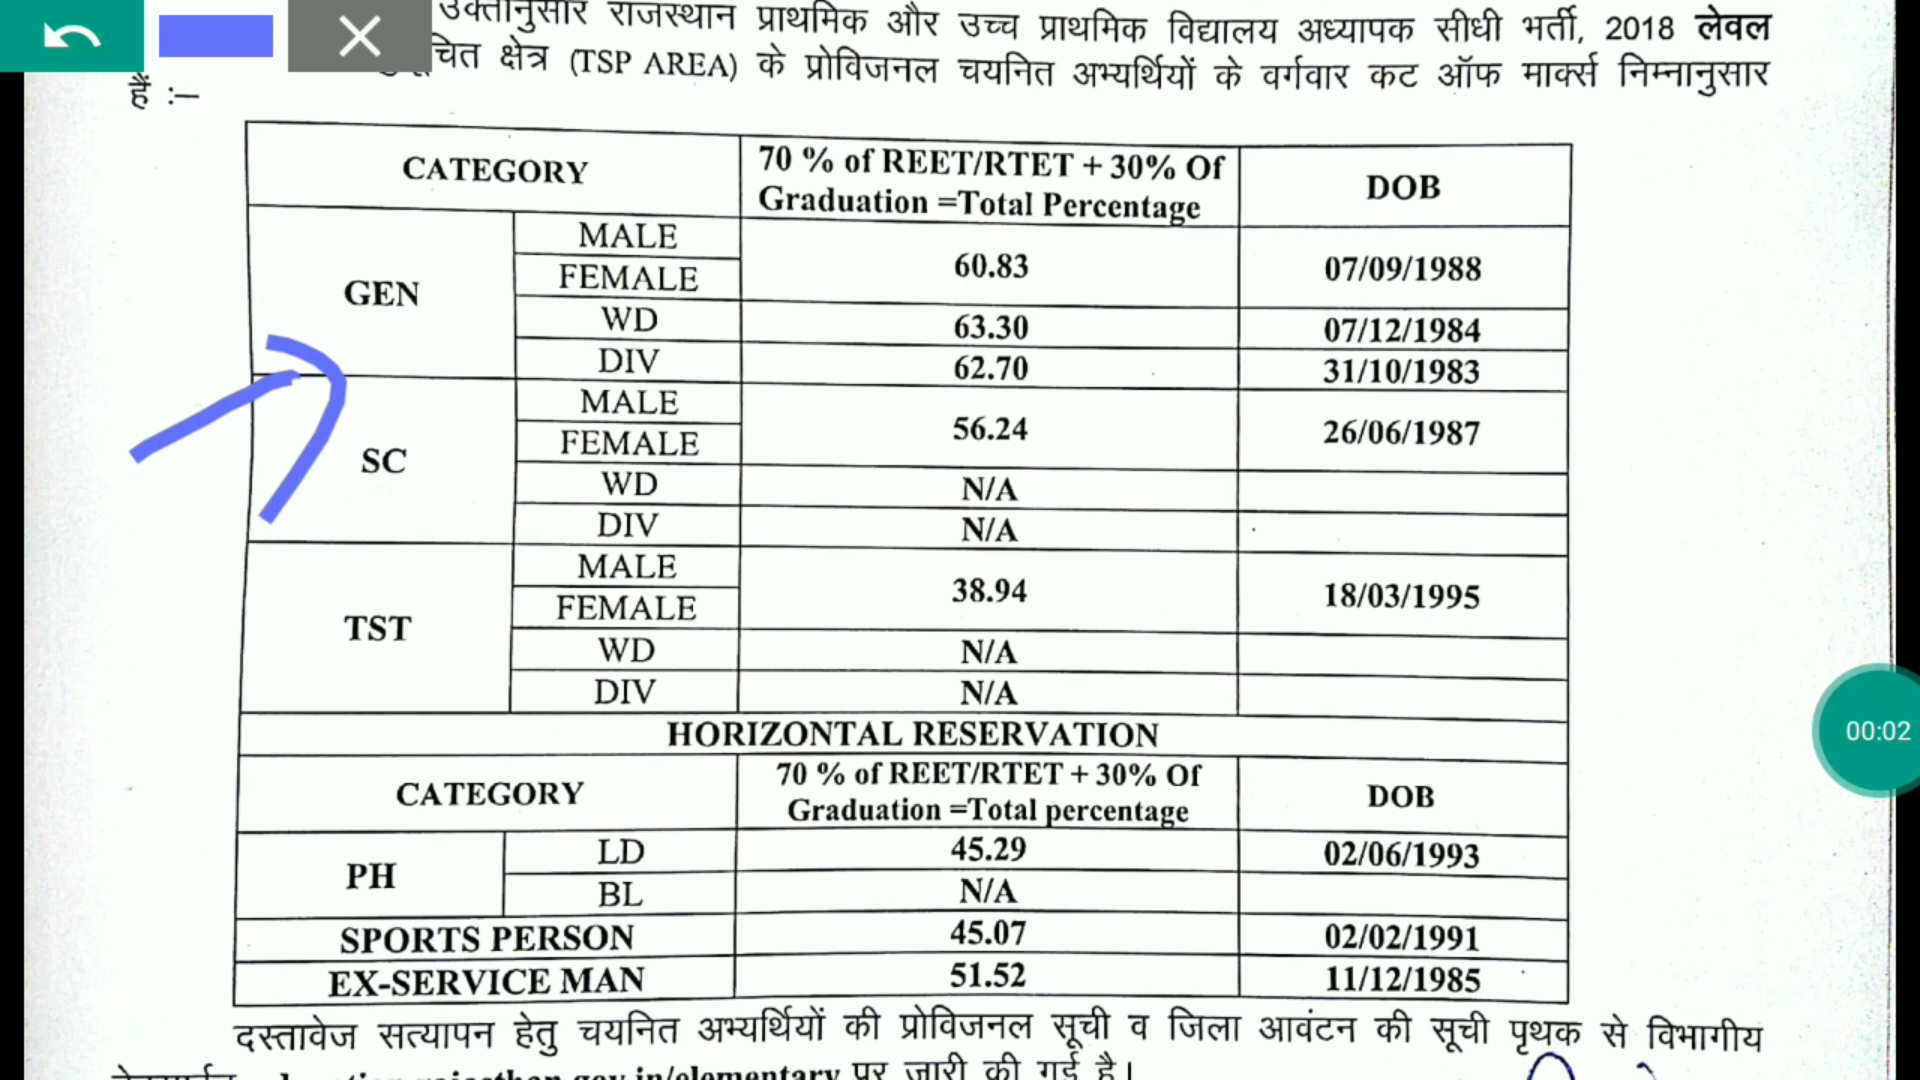 उक्तानुसार राजस्थान प्राथमिक और उच्च प्राथमिक विद्यालय अध्यापक सीधी भर्ती, 2018 लेवल
चित क्षेत्र (TSP AREA) के प्रोविजनल चयनित अभ्यर्थियों के वर्गवार कट ऑफ मार्क्स निम्नानुसार
हैं :–
CATEGORY 70 % of REET/RTET + 30% Of Graduation =Total Percentage DOB
GEN
MALE
FEMALE
60.83 07/09/1988
WD 63.30 07/12/1984
DIV 62.70 31/10/1983
SC
MALE
FEMALE
56.24 26/06/1987
WD N/A
DIV N/A
TST
MALE
FEMALE
38.94 18/03/1995
WD N/A
DIV N/A
HORIZONTAL RESERVATION
CATEGORY 70 % of REET/RTET + 30% Of Graduation =Total percentage DOB
PH
LD 45.29 02/06/1993
BL N/A
SPORTS PERSON 45.07 02/02/1991
EX-SERVICE MAN 51.52 11/12/1985
दस्तावेज सत्यापन हेतु चयनित अभ्यर्थियों की प्रोविजनल सूची व जिला आवंटन की सूची पृथक से विभागीय
पर जारी की गई है।
00:02